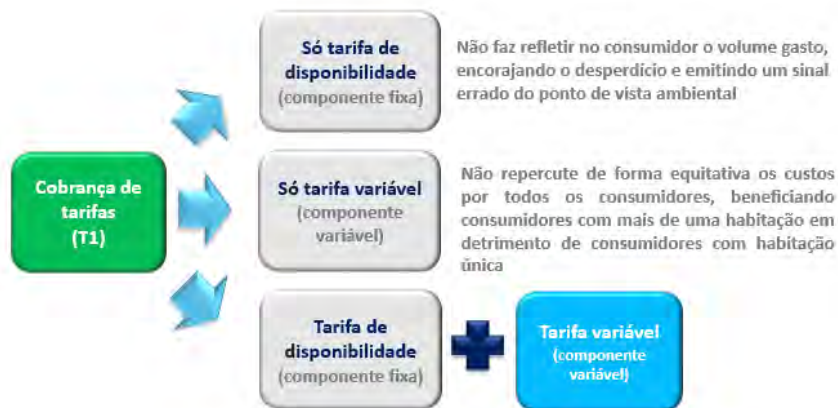 Só tarifa de
disponibilidade
(componente fixa)
Não faz refletir no consumidor o volume gasto,
encorajando o desperdício e emitindo um sinal
errado do ponto de vista ambiental
Cobrança de
tarifas
(T1)
Só tarifa variável
(componente
variável)
Não repercute de forma equitativa os custos
por todos os consumidores, beneficiando
consumidores com mais de uma habitação em
detrimento de consumidores com habitação
única
Tarifa de
disponibilidade
(componente fixa)
Tarifa variável
(componente
variável)